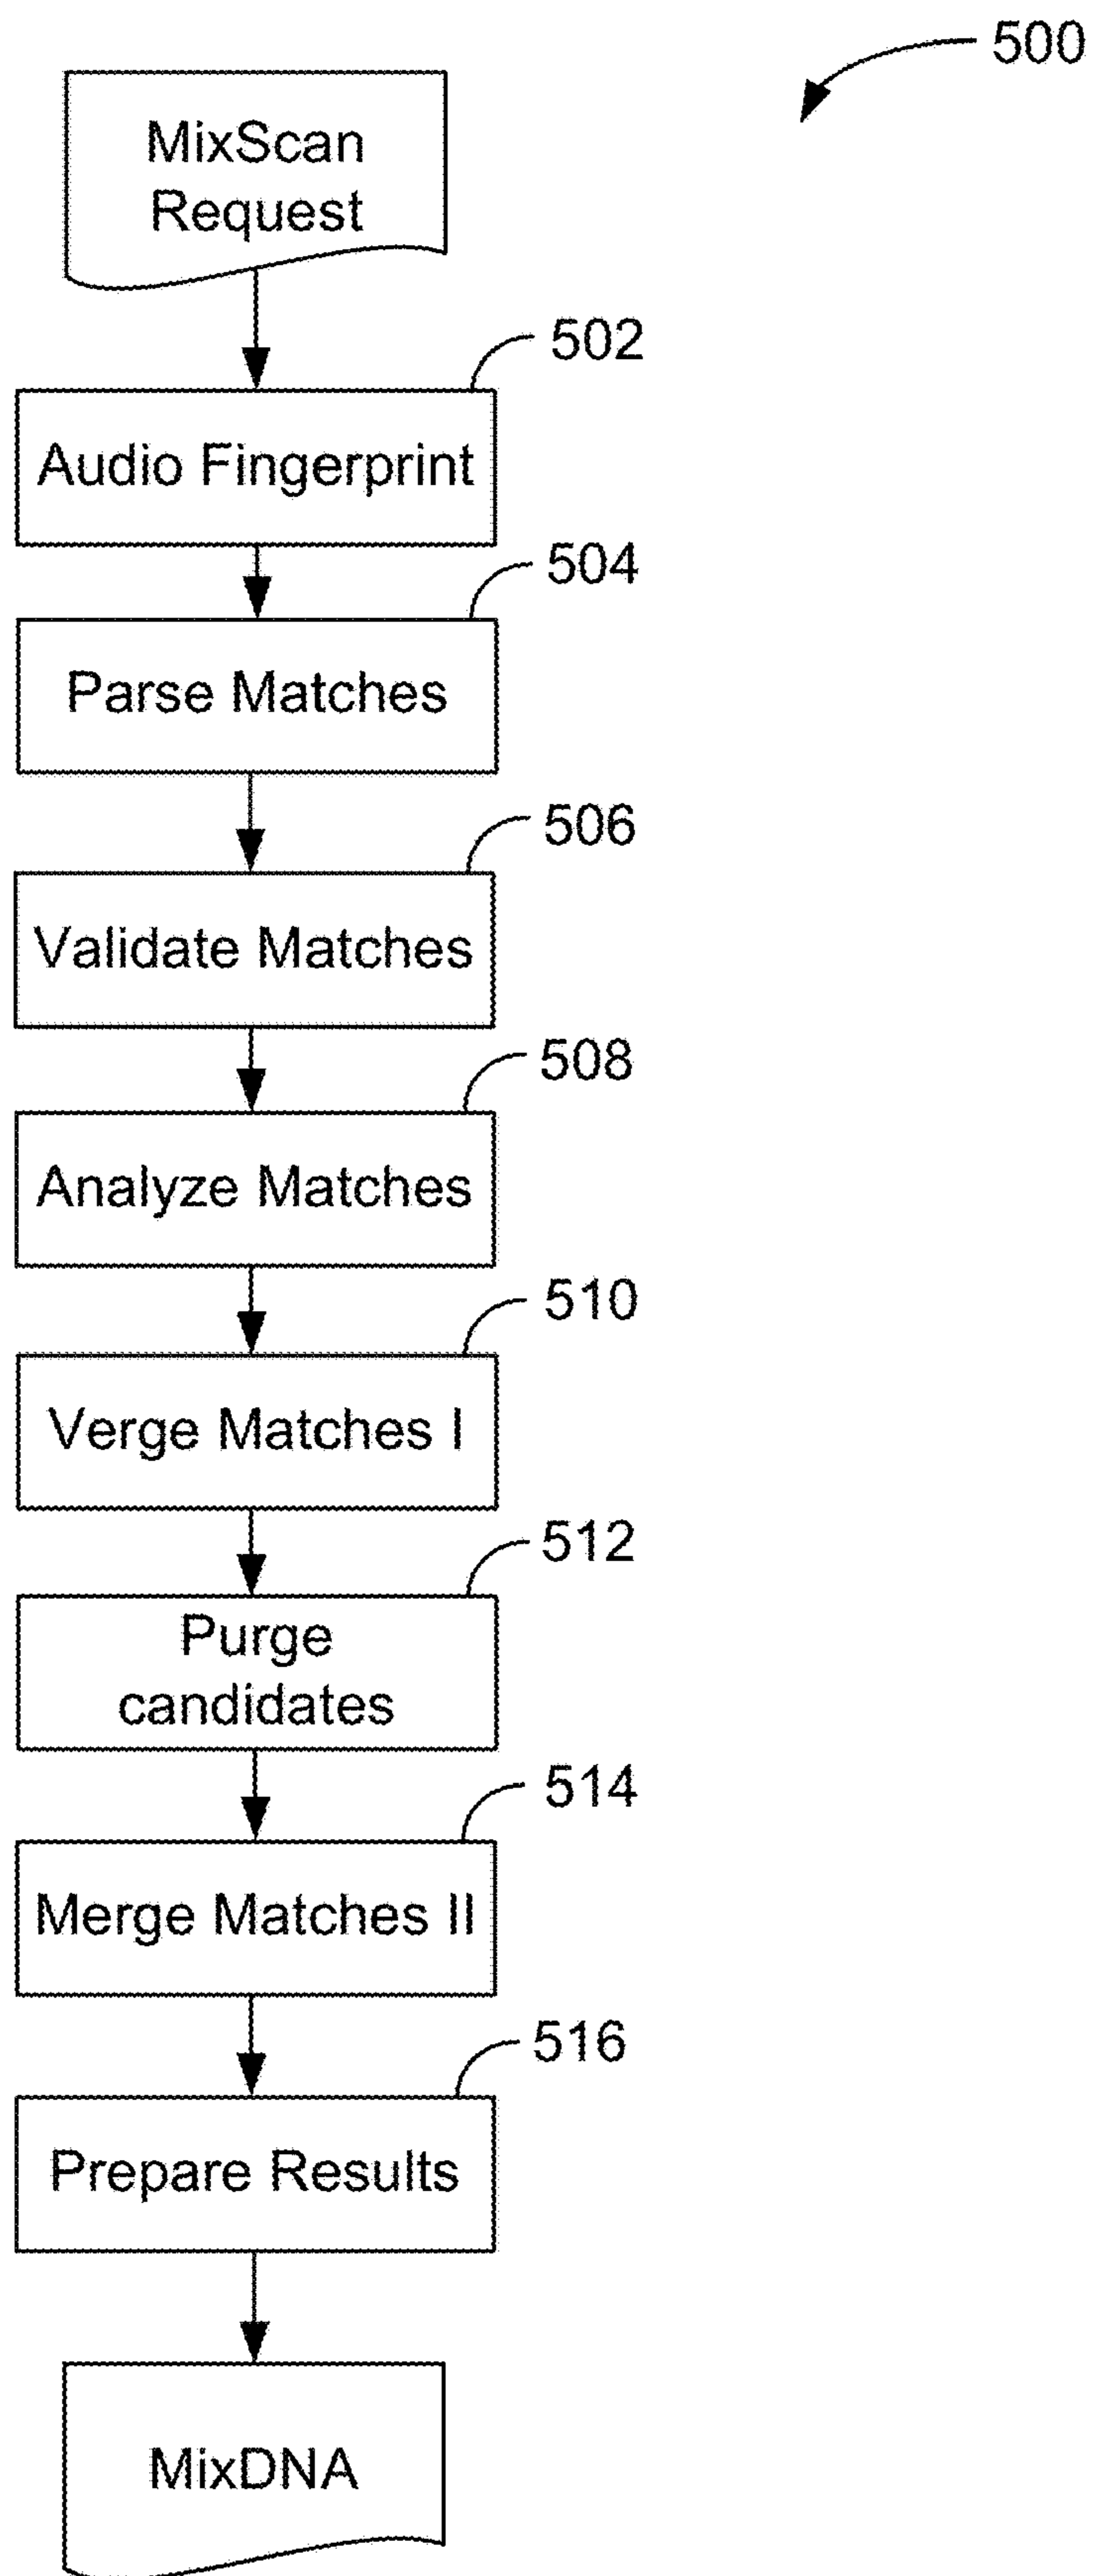 500
MixScan
Request
502
Audio Fingerprint
504
Parse Matches
506
Validate Matches
508
Analyze Matches
510
Verge Matches I
512
Purge
candidates
514
Merge Matches II
516
Prepare Results
MixDNA